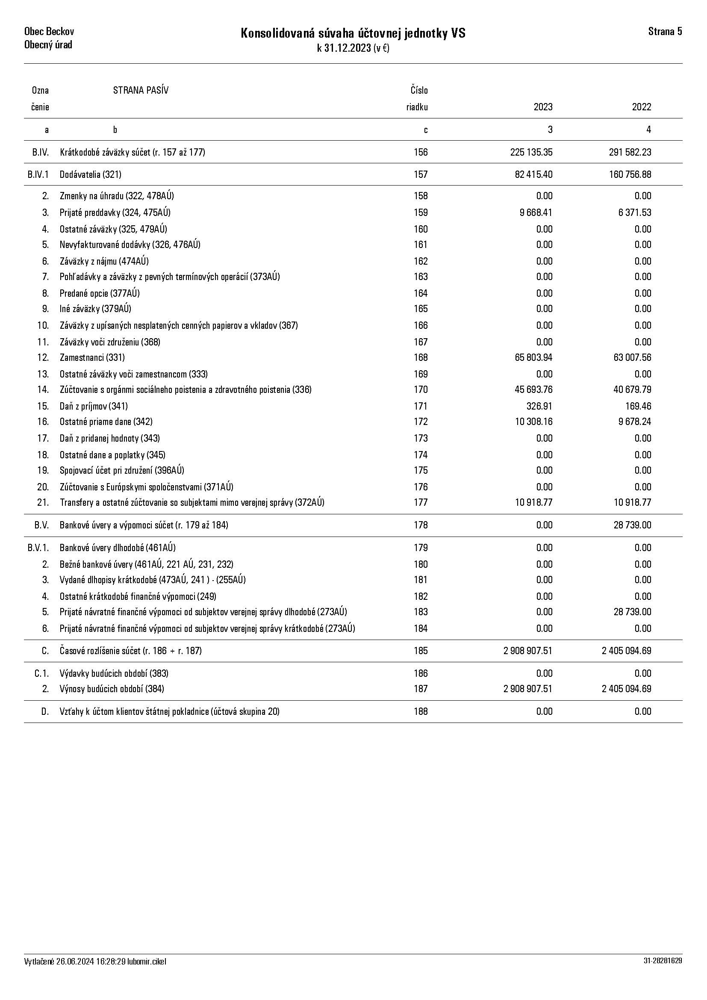 Obec Beckov
Obecný úrad
Konsolidovaná súvaha účtovnej jednotky VS
k 31.12.2023 (v €)
Strana 5
Ozna STRANA PASÍV Číslo
čenie riadku 2023 2022
a b c 3 4
B.IV. Krátkodobé záväzky súčet (r. 157 až 177) 156 225 135.35 291 582.23
B.IV.1 Dodávatelia (321) 157 82 415.40 160 756.88
2. Zmenky na úhradu (322, 478AÚ) 158 0.00 0.00
3. Prijaté preddavky (324, 475AÚ) 159 9 668.41 6 371.53
4. Ostatné záväzky (325, 479AÚ) 160 0.00 0.00
5. Nevyfakturované dodávky (326, 476AÚ) 161 0.00 0.00
6. Záväzky z nájmu (474AÚ) 162 0.00 0.00
7. Pohľadávky a záväzky z pevných termínových operácií (373AÚ) 163 0.00 0.00
8. Predané opcie (377AÚ) 164 0.00 0.00
9. Iné záväzky (379AÚ) 165 0.00 0.00
10. Záväzky z upísaných nesplatených cenných papierov a vkladov (367) 166 0.00 0.00
11. Záväzky voči združeniu (368) 167 0.00 0.00
12. Zamestnanci (331) 168 65 803.94 63 007.56
13. Ostatné záväzky voči zamestnancom (333) 169 0.00 0.00
14. Zúčtovanie s orgánmi sociálneho poistenia a zdravotného poistenia (336) 170 45 693.76 40 679.79
15. Daň z príjmov (341) 171 326.91 169.46
16. Ostatné priame dane (342) 172 10 308.16 9 678.24
17. Daň z pridanej hodnoty (343) 173 0.00 0.00
18. Ostatné dane a poplatky (345) 174 0.00 0.00
19. Spojovací účet pri združení (396AÚ) 175 0.00 0.00
20. Zúčtovanie s Európskymi spoločenstvami (371AÚ) 176 0.00 0.00
21. Transfery a ostatné zúčtovanie so subjektami mimo verejnej správy (372AÚ) 177 10 918.77 10 918.77
B.V. Bankové úvery a výpomoci súčet (r. 179 až 184) 178 0.00 28 739.00
B.V.1. Bankové úvery dlhodobé (461AÚ) 179 0.00 0.00
2. Bežné bankové úvery (461AÚ, 221 AÚ, 231, 232) 180 0.00 0.00
3. Vydané dlhopisy krátkodobé (473AÚ, 241 ) - (255AÚ) 181 0.00 0.00
4. Ostatné krátkodobé finančné výpomoci (249) 182 0.00 0.00
5. Prijaté návratné finančné výpomoci od subjektov verejnej správy dlhodobé (273AÚ) 183 0.00 28 739.00
6. Prijaté návratné finančné výpomoci od subjektov verejnej správy krátkodobé (273AÚ) 184 0.00 0.00
C. Časové rozlíšenie súčet (r. 186 + r. 187) 185 2 908 907.51 2 405 094.69
C.1. Výdavky budúcich období (383) 186 0.00 0.00
2. Výnosy budúcich období (384) 187 2 908 907.51 2 405 094.69
D. Vzťahy k účtom klientov štátnej pokladnice (účtová skupina 20) 188 0.00 0.00
Vytlačené 26.06.2024 16:28:29 lubomir.cikel 31-28281629